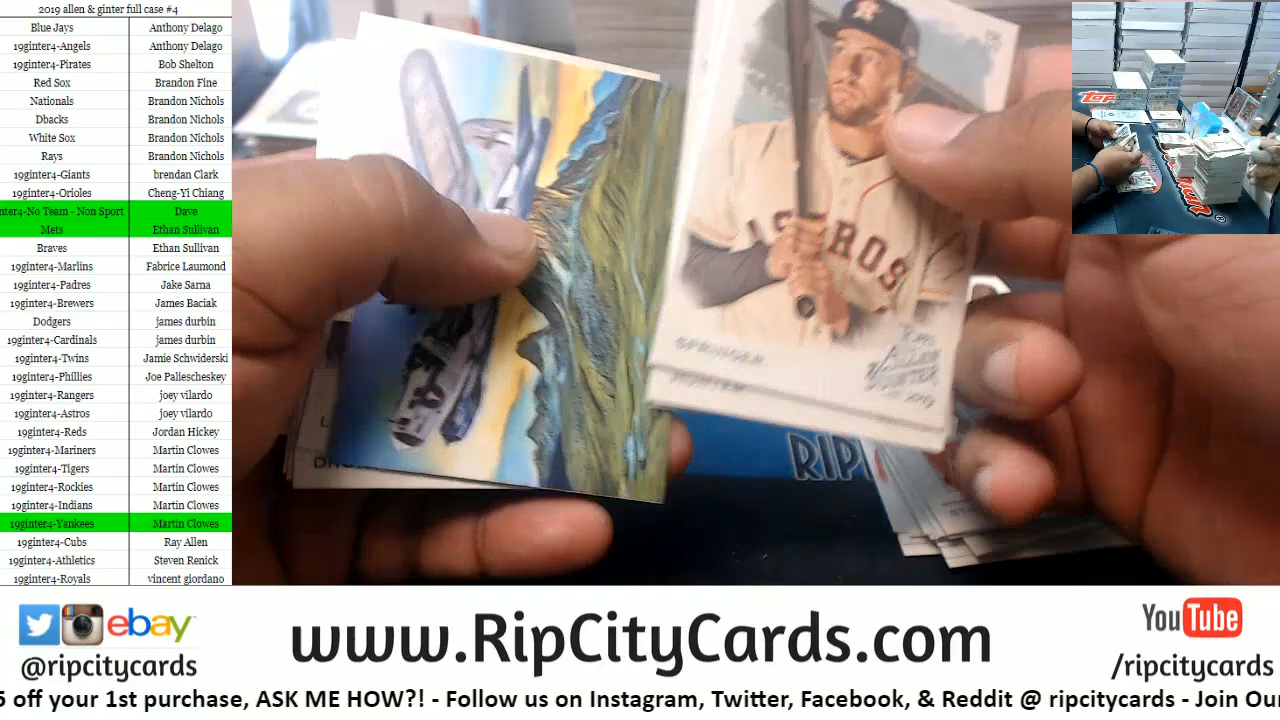 2019 allen & ginter full case #4
Blue Jays Anthony Delago
19ginter4-Angels Anthony Delago
19ginter4-Pirates Bob Shelton
Red Sox Brandon Fine
Nationals Brandon Nichols
Dbacks Brandon Nichols
White Sox Brandon Nichols
Rays Brandon Nichols
19ginter4-Giants brendan Clark
19ginter4-Orioles Cheng-Yi Chiang
nter4-No Team - Non Sport Dave
Mets Ethan Sullivan
Braves Ethan Sullivan
19ginter4-Marlins Fabrice Laumond
19ginter4-Padres Jake Sarna
19ginter4-Brewers James Baciak
Dodgers james durbin
19ginter4-Cardinals james durbin
19ginter4-Twins Jamie Schwiderski
19ginter4-Phillies Joe Paliescheskey
19ginter4-Rangers joey vilardo
19ginter4-Astros joey vilardo
19ginter4-Reds Jordan Hickey
19ginter4-Mariners Martin Clowes
19ginter4-Tigers Martin Clowes
19ginter4-Rockies Martin Clowes
19ginter4-Indians Martin Clowes
19ginter4-Yankees Martin Clowes
19ginter4-Cubs Ray Allen
19ginter4-Athletics Steven Renick
19ginter4-Royals vincent giordano
SPRINGER
TOPPS
ALLEN
GINTER
RIP
ebay
@ripcitycards
www.RipCityCards.com
YouTube
/ripcitycards
5 off your 1st purchase, ASK ME HOW?! - Follow us on Instagram, Twitter, Facebook, & Reddit @ ripcitycards - Join Ou